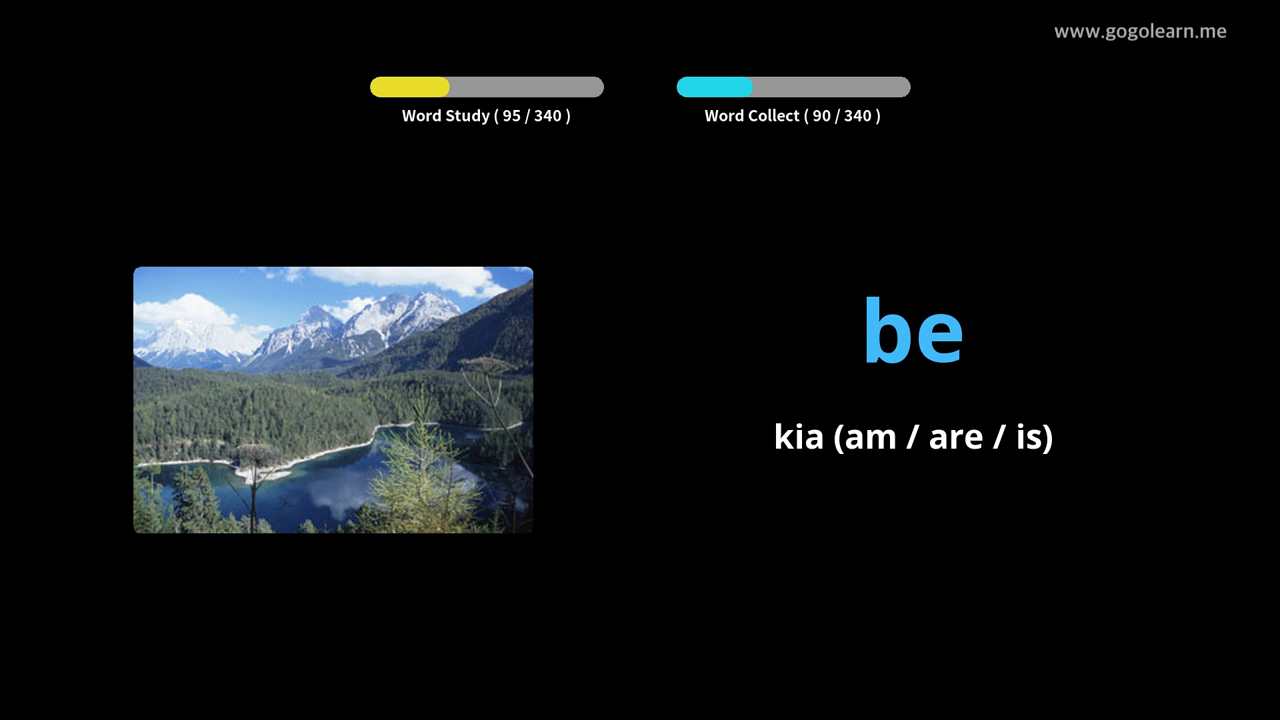 www.gogolearn.me
Word Study ( 95 / 340 )
Word Collect ( 90 / 340 )
be
kia (am / are / is)